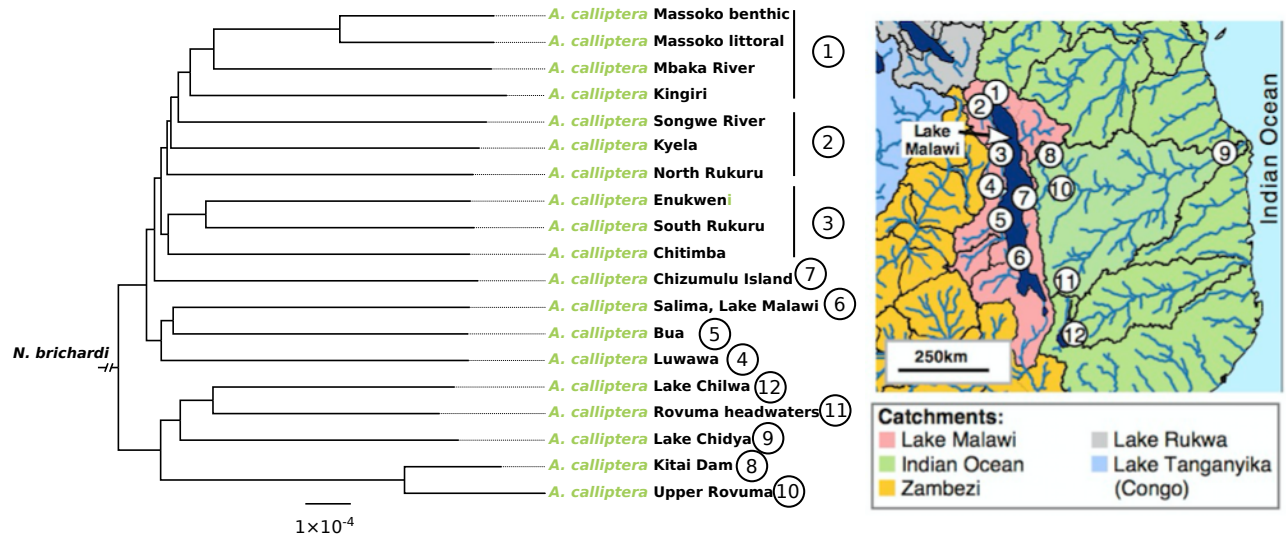 A. calliptera Massoko benthic
A. calliptera Massoko littoral
1
A. calliptera Mbaka River
A. calliptera Kingiri
A. calliptera Songwe River
A. calliptera Kyela
2
A. calliptera North Rukuru
A. calliptera Enukweni
A. calliptera South Rukuru
3
A. calliptera Chitimba
A. calliptera Chizumulu Island 7
A. calliptera Salima, Lake Malawi 6
A. calliptera Bua 5
A. calliptera Luwawa 4
A. calliptera Lake Chilwa 12
A. calliptera Rovuma headwaters 11
A. calliptera Lake Chidya 9
A. calliptera Kitai Dam 8
A. calliptera Upper Rovuma 10
N. brichardi
1×10-4
1
2
Lake
Malawi
3
8
9
4
10
7
5
6
11
12
Indian Ocean
250km
Catchments:
Lake Malawi
Indian Ocean
Zambezi
Lake Rukwa
Lake Tanganyika
(Congo)